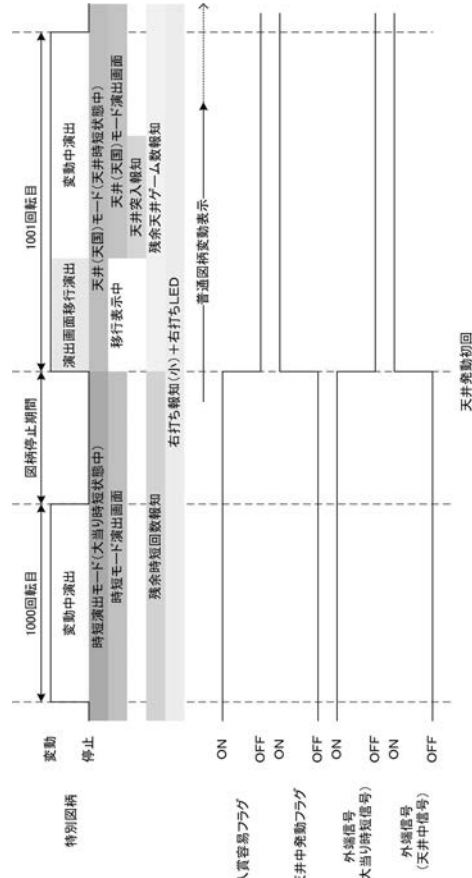 1000回転目
図柄停止期間
1001回転目
変動
停止
特別図柄
変動中演出
演出画面移行演出
変動中演出
時短演出モード(大当り時短状態中)
天井(天国)モード(天井時短状態中)
時短モード演出画面
移行表示中
天井(天国)モード演出画面
天井突入報知
残余時短回数報知
残余天井ゲーム数報知
右打ち報知(小)+右打ちLED
普通図柄変動表示
ON
OFF
入賞容易フラグ
ON
OFF
天井中発動フラグ
ON
OFF
外端信号
大当り時短信号)
ON
OFF
外端信号
(天井中信号)
天井発動初回